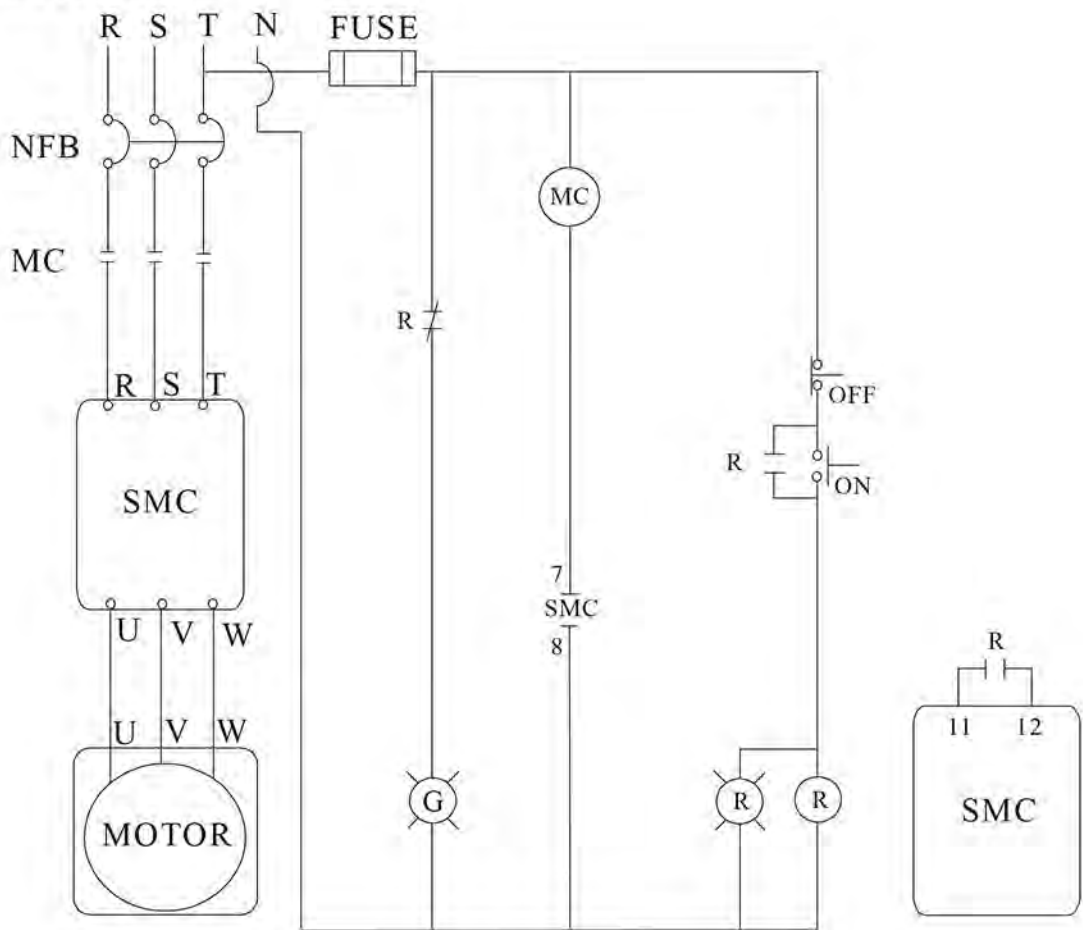 R S T N FUSE
NFB
MC
MC
R
R S T
OFF
R
ON
SMC
7
SMC
8
U V W
R
11 12
U V W
G
R
R
SMC
MOTOR